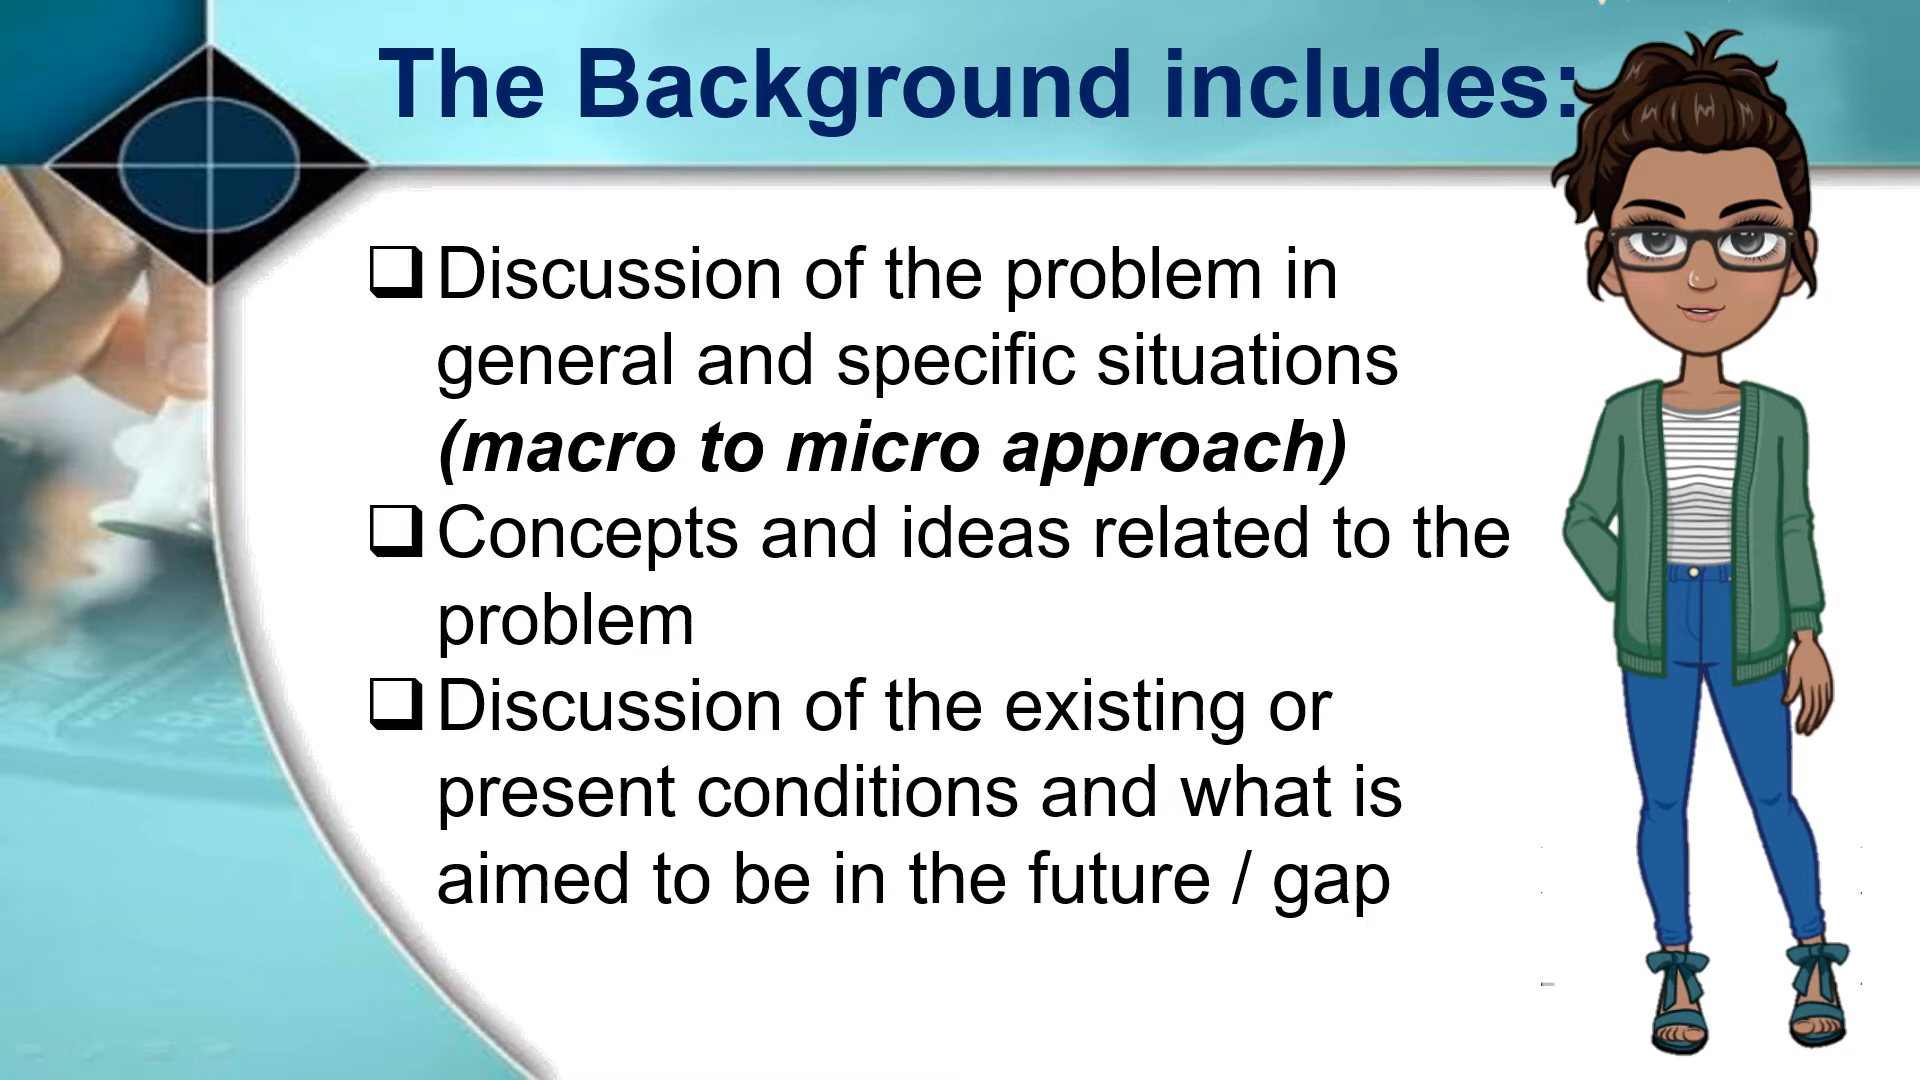 The Background includes:
❑ Discussion of the problem in
general and specific situations
(macro to micro approach)
❑ Concepts and ideas related to the
problem
❑ Discussion of the existing or
present conditions and what is
aimed to be in the future / gap